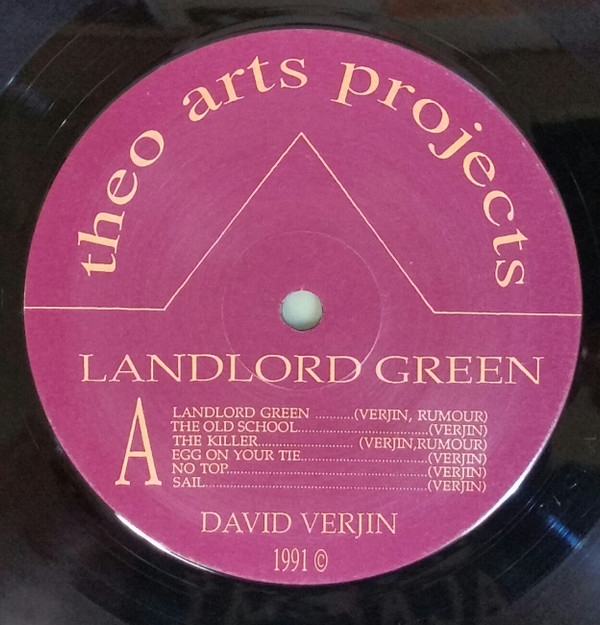 theo arts projects
LANDLORD GREEN
A
LANDLORD GREEN ..........(VERJIN, RUMOUR)
THE OLD SCHOOL..................................(VERJIN)
THE KILLER......................... (VERJIN,RUMOUR)
EGG ON YOUR TIE.................................(VERJIN)
NO TOP....................................................(VERJIN)
SAIL..........................................................(VERJIN)
DAVID VERJIN
1991 ©